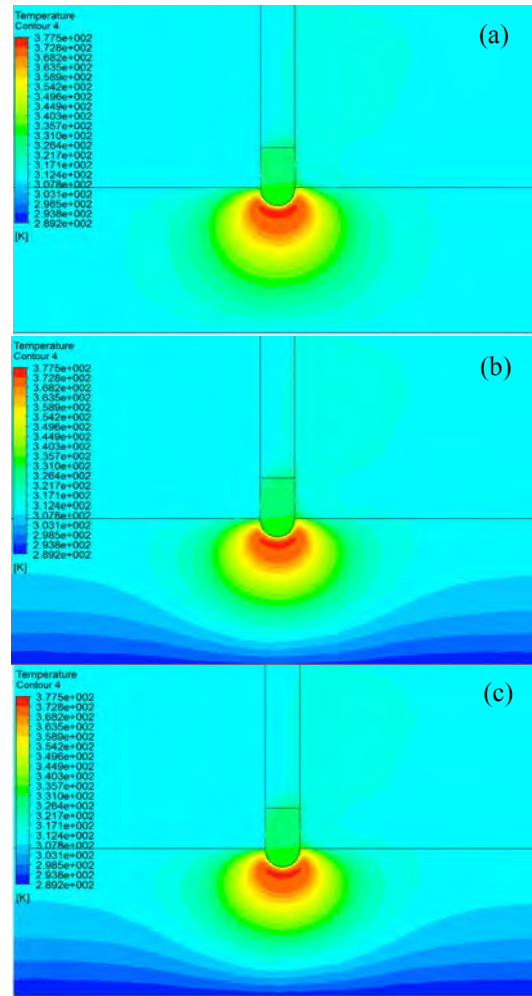 Temperature
Contour 4
(a)
3.775e+002
3.728e+002
3.682e+002
3.635e+002
3.589e+002
3.542e+002
3.496e+002
3.449e+002
3.403e+002
3.357e+002
3.310e+002
3.264e+002
3.217e+002
3.171e+002
3.124e+002
3.078e+002
3.031e+002
2.985e+002
2.938e+002
2.892e+002
[K]
Temperature
Contour 4
(b)
3.775e+002
3.728e+002
3.682e+002
3.635e+002
3.589e+002
3.542e+002
3.496e+002
3.449e+002
3.403e+002
3.357e+002
3.310e+002
3.264e+002
3.217e+002
3.171e+002
3.124e+002
3.078e+002
3.031e+002
2.985e+002
2.938e+002
2.892e+002
[K]
Temperature
Contour 4
(c)
3.775e+002
3.728e+002
3.682e+002
3.635e+002
3.589e+002
3.542e+002
3.496e+002
3.449e+002
3.403e+002
3.357e+002
3.310e+002
3.264e+002
3.217e+002
3.171e+002
3.124e+002
3.078e+002
3.031e+002
2.985e+002
2.938e+002
2.892e+002
[K]